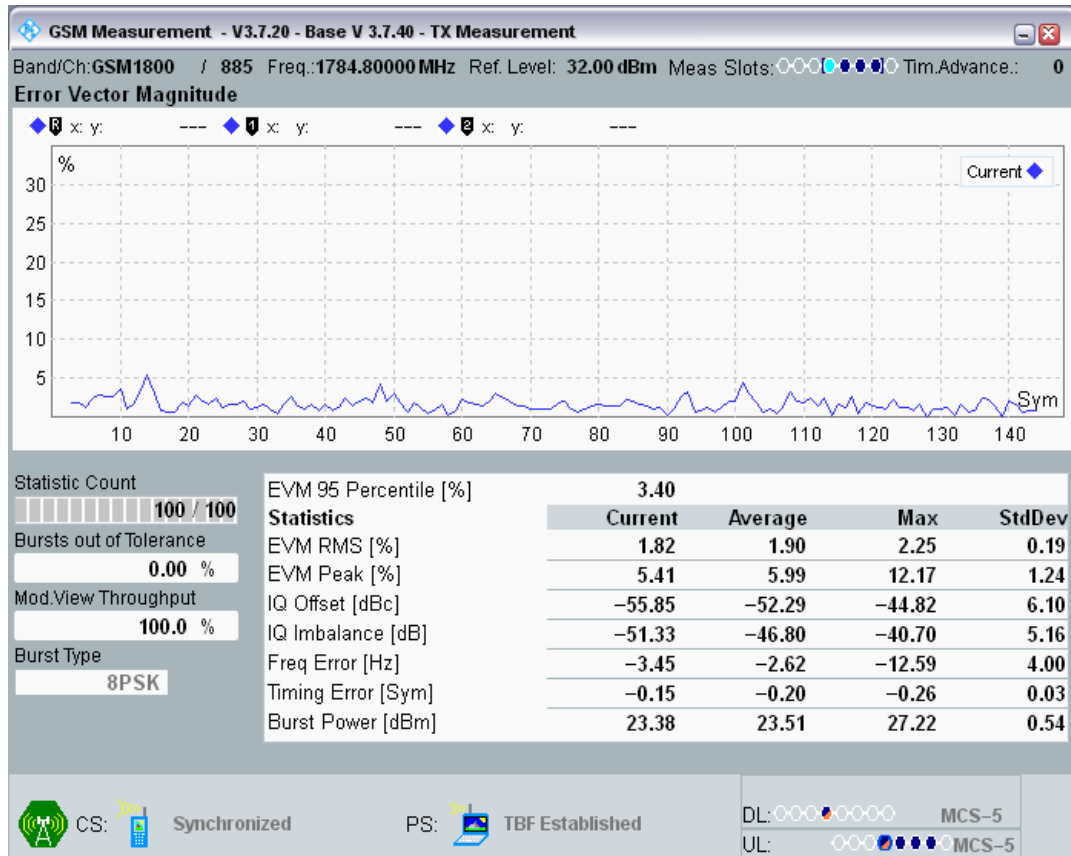 GSM Measurement - V3.7.20 - Base V 3.7.40 - TX Measurement
Band/Ch:GSM1800 / 885 Freq.:1784.80000 MHz Ref. Level: 32.00 dBm Meas Slots: Tim.Advance.: 0
Error Vector Magnitude
R x: y: --- 1 x: y: --- 2 x: y: ---
%
Current
30
25
20
15
10
5
Sym
10 20 30 40 50 60 70 80 90 100 110 120 130 140
Statistic Count
100 / 100
Bursts out of Tolerance
0.00 %
Mod.View Throughput
100.0 %
Burst Type
8PSK
EVM 95 Percentile [%] 3.40
Statistics Current Average Max StdDev
EVM RMS [%] 1.82 1.90 2.25 0.19
EVM Peak [%] 5.41 5.99 12.17 1.24
IQ Offset [dBc] −55.85 −52.29 −44.82 6.10
IQ Imbalance [dB] −51.33 −46.80 −40.70 5.16
Freq Error [Hz] −3.45 −2.62 −12.59 4.00
Timing Error [Sym] −0.15 −0.20 −0.26 0.03
Burst Power [dBm] 23.38 23.51 27.22 0.54
CS: Synchronized PS: TBF Established
DL: MCS−5
UL: MCS−5